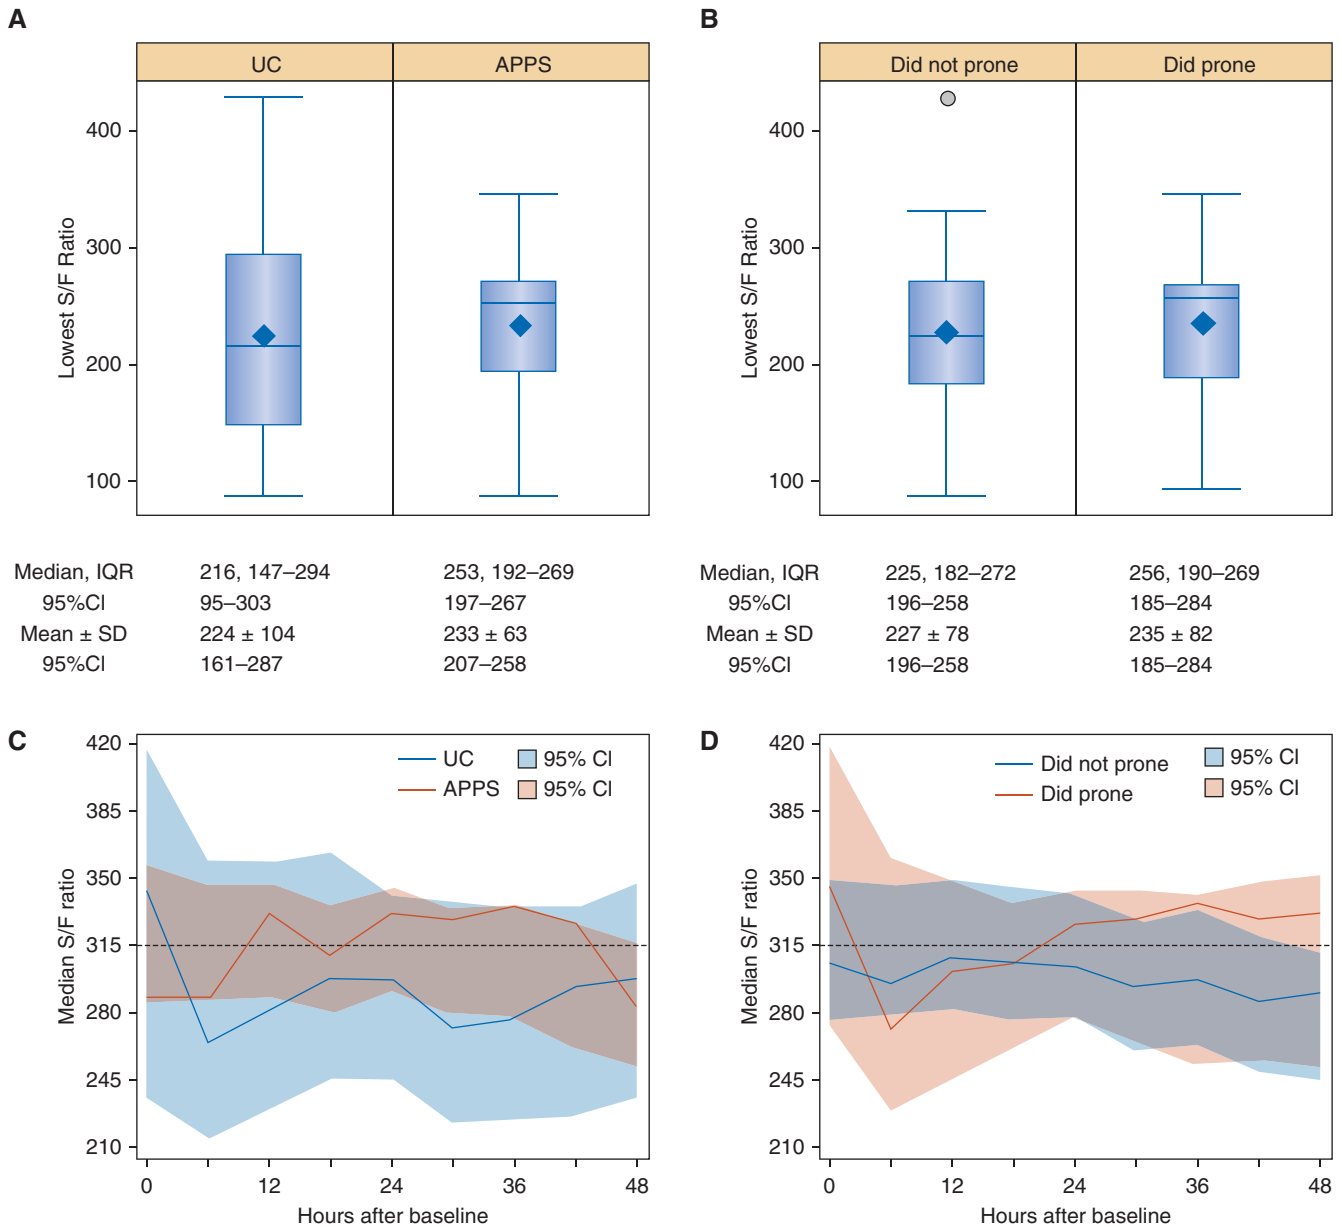 A
UC
APPS
Lowest S/F Ratio
400
300
200
100
Median, IQR 216, 147–294 253, 192–269
95%CI 95–303 197–267
Mean ± SD 224 ± 104 233 ± 63
95%CI 161–287 207–258
B
Did not prone
Did prone
Lowest S/F Ratio
400
300
200
100
Median, IQR 225, 182–272 256, 190–269
95%CI 196–258 185–284
Mean ± SD 227 ± 78 235 ± 82
95%CI 196–258 185–284
C
Median S/F ratio
420
385
350
315
280
245
210
UC 95% CI
APPS 95% CI
0 12 24 36 48
Hours after baseline
D
Median S/F ratio
420
385
350
315
280
245
210
Did not prone 95% CI
Did prone 95% CI
0 12 24 36 48
Hours after baseline